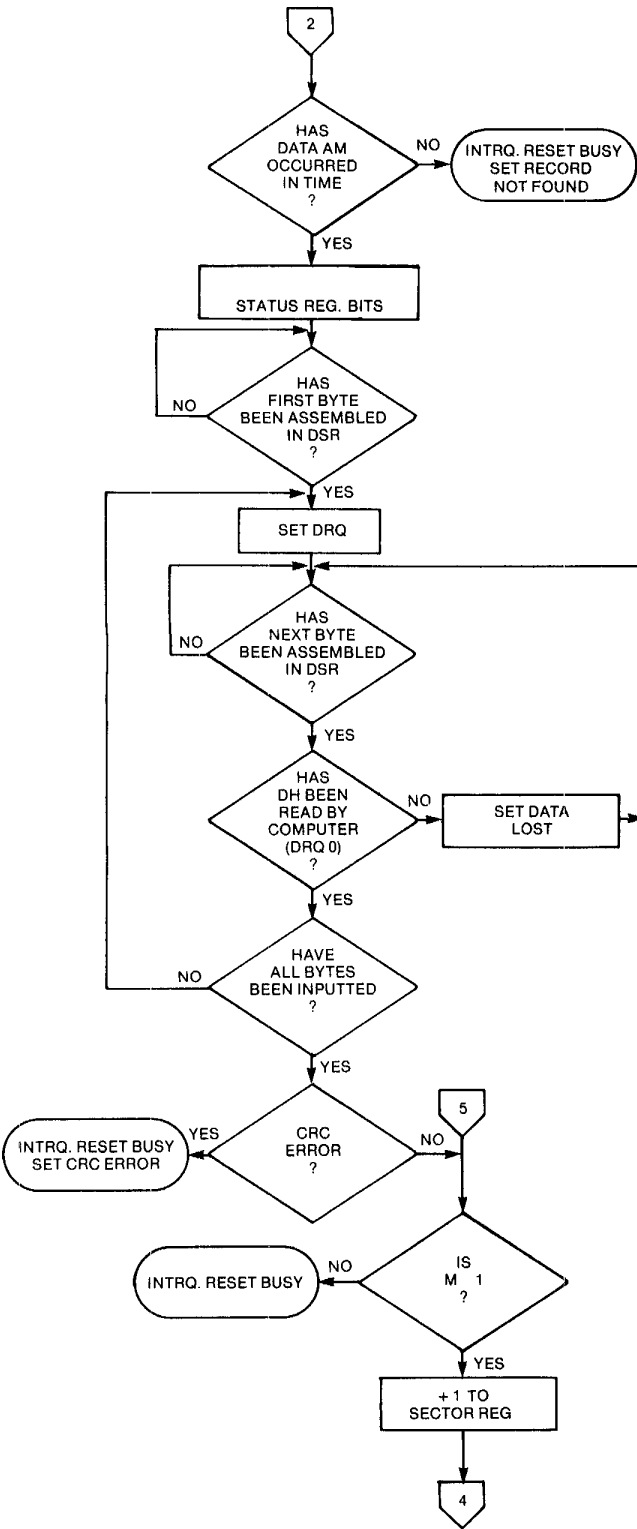 2
HAS
DATA AM
OCCURRED
IN TIME
?
NO
INTRQ. RESET BUSY
SET RECORD
NOT FOUND
YES
STATUS REG. BITS
HAS
FIRST BYTE
BEEN ASSEMBLED
IN DSR
?
NO
YES
SET DRQ
HAS
NEXT BYTE
BEEN ASSEMBLED
IN DSR
?
NO
YES
HAS
DH BEEN
READ BY
COMPUTER
(DRQ 0)
?
NO
SET DATA
LOST
YES
HAVE
ALL BYTES
BEEN INPUTTED
?
NO
YES
5
CRC
ERROR
?
YES
INTRQ. RESET BUSY
SET CRC ERROR
NO
IS
M 1
?
NO
INTRQ. RESET BUSY
YES
+ 1 TO
SECTOR REG
4